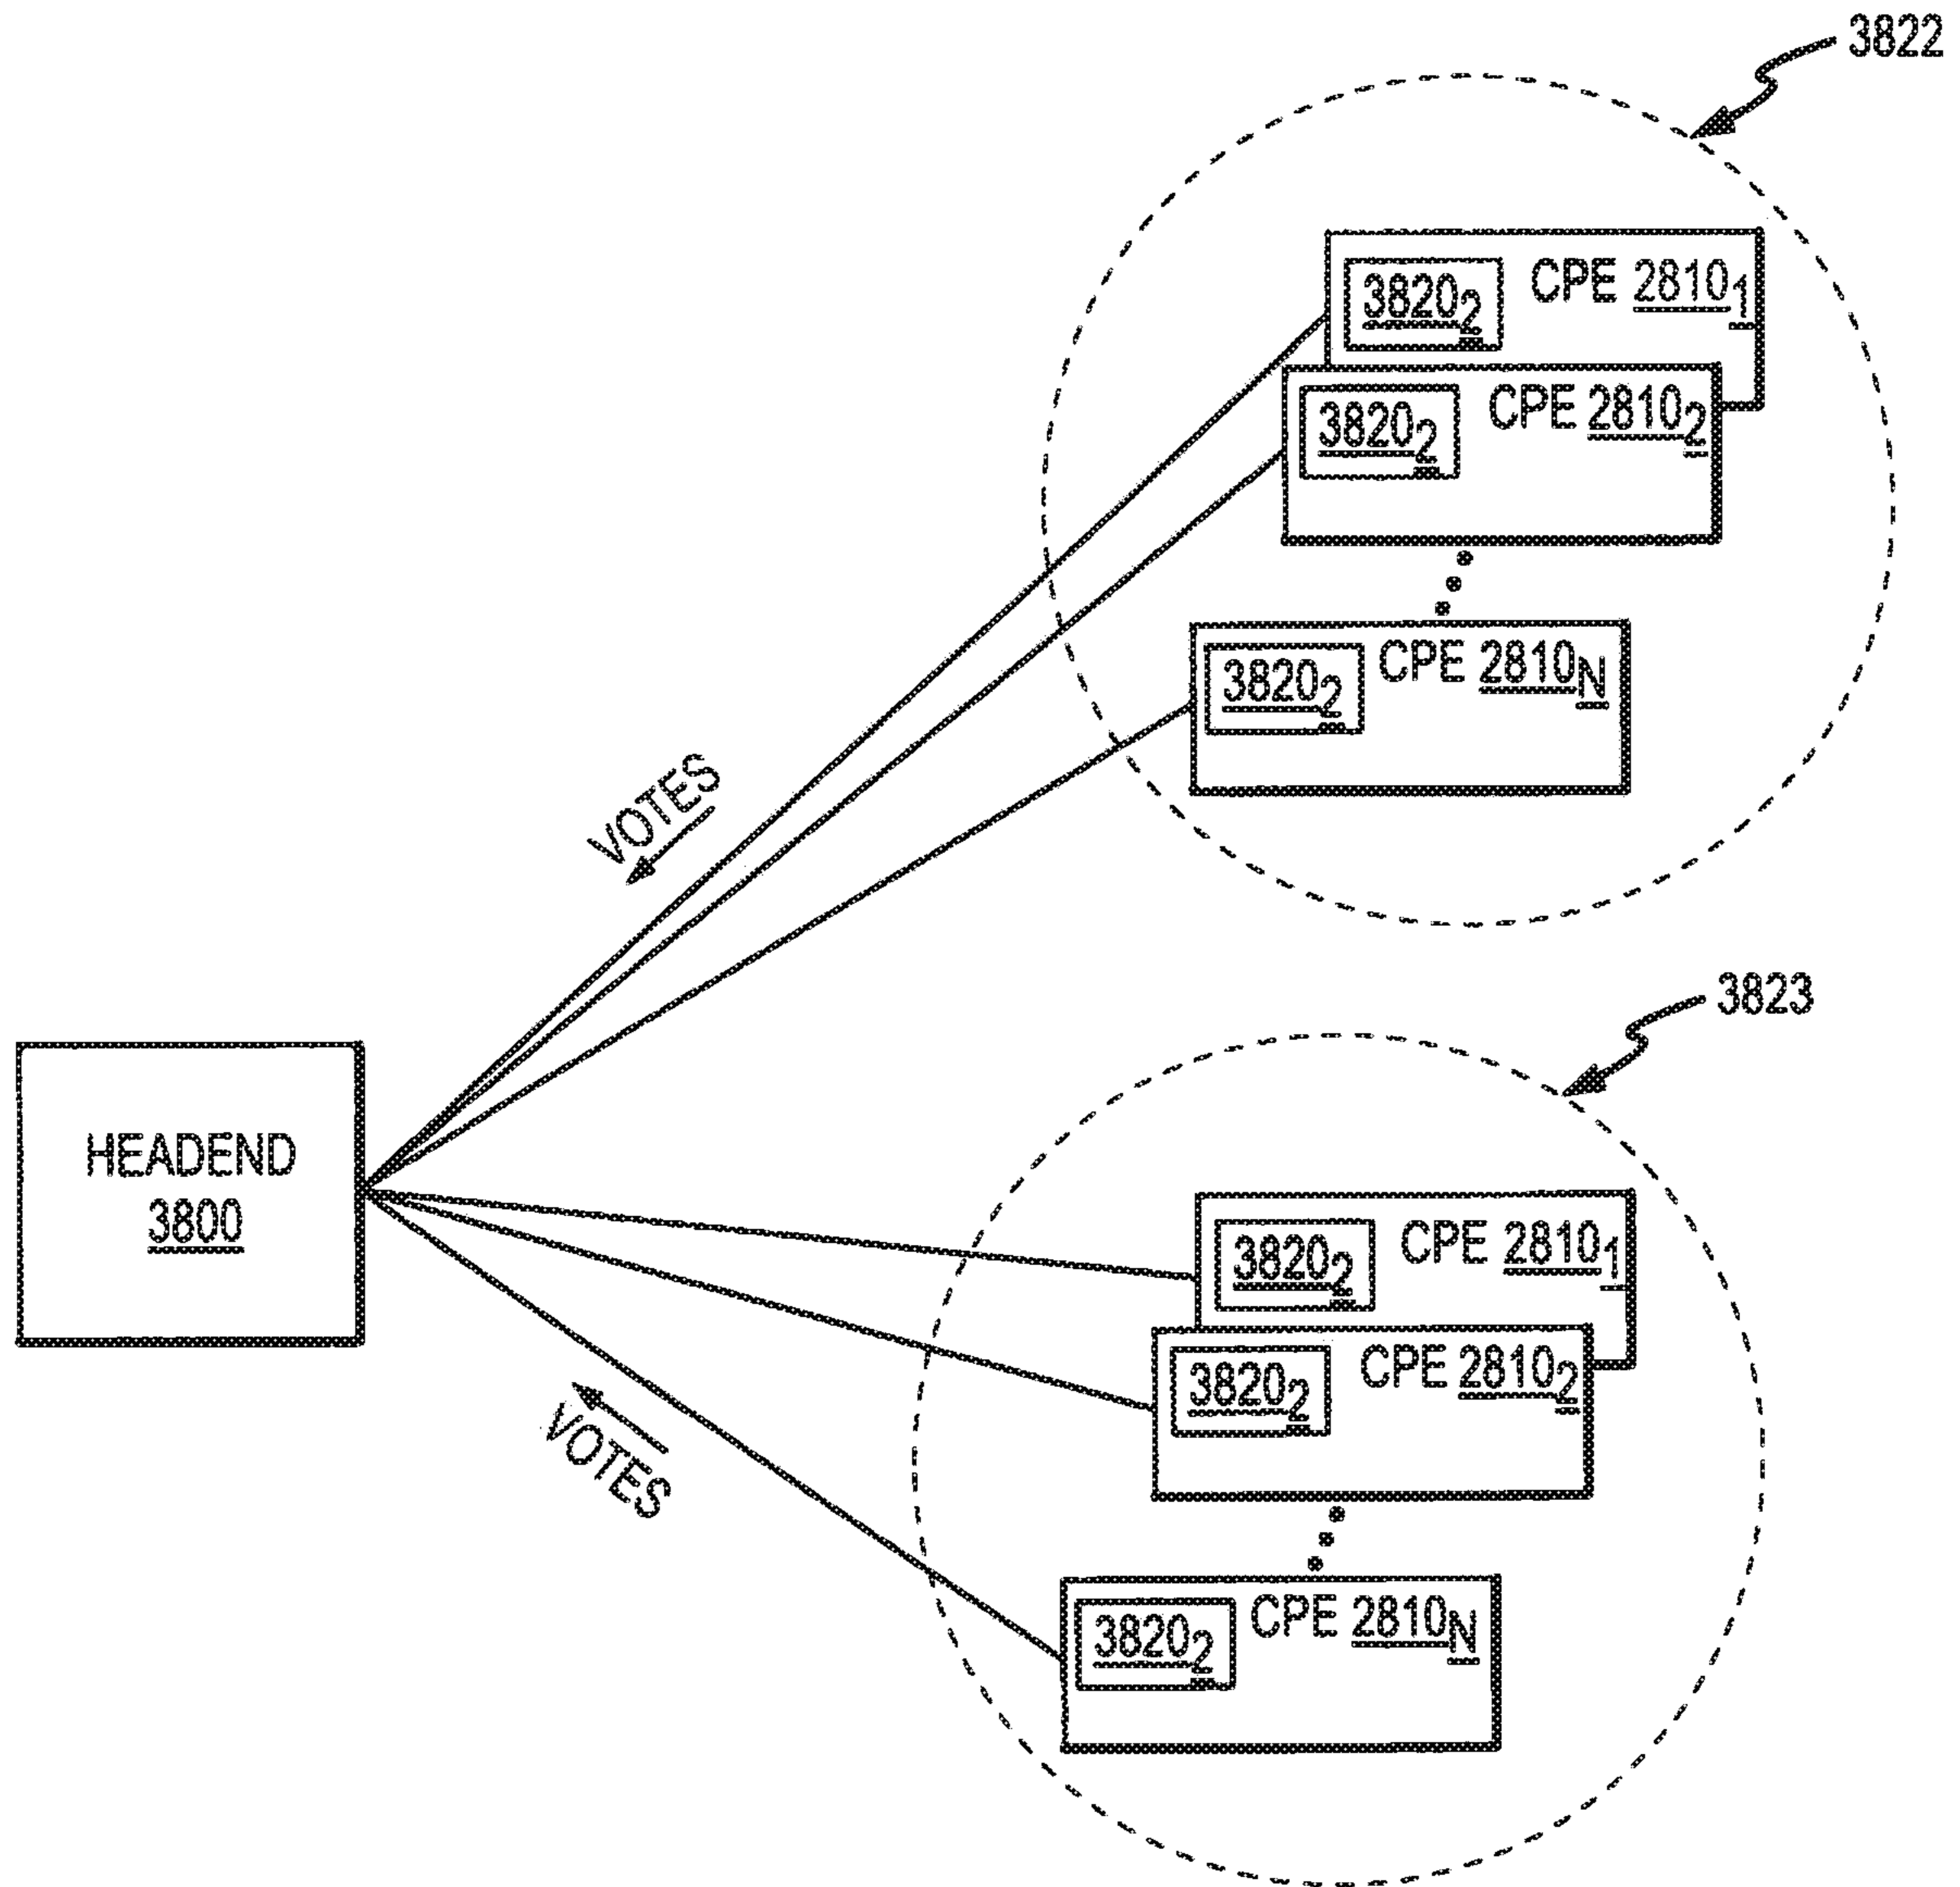 3822
3820₂ CPE 2810₁
3820₂ CPE 2810₂
3820₂ CPE 2810N
VOTES
3823
HEADEND
3800
3820₂ CPE 2810₁
3820₂ CPE 2810₂
VOTES
3820₂ CPE 2810N